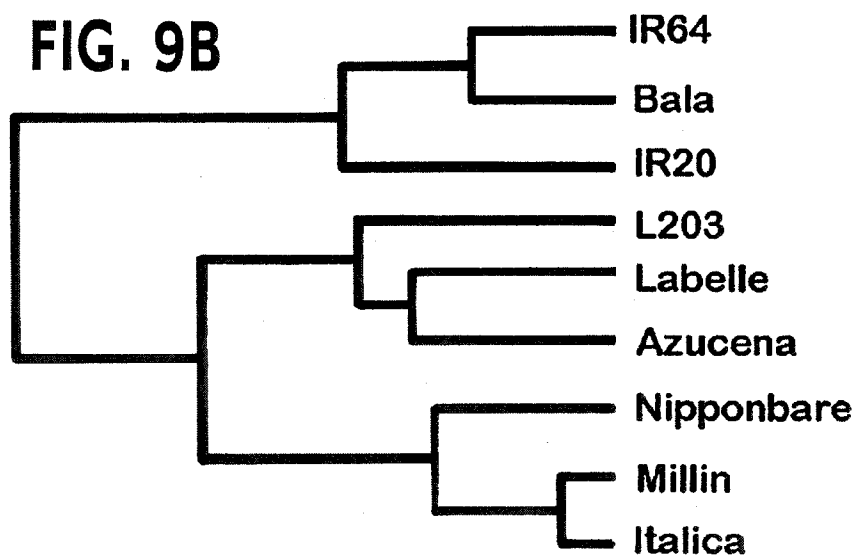 FIG. 9B
IR64
Bala
IR20
L203
Labelle
Azucena
Nipponbare
Millin
Italica